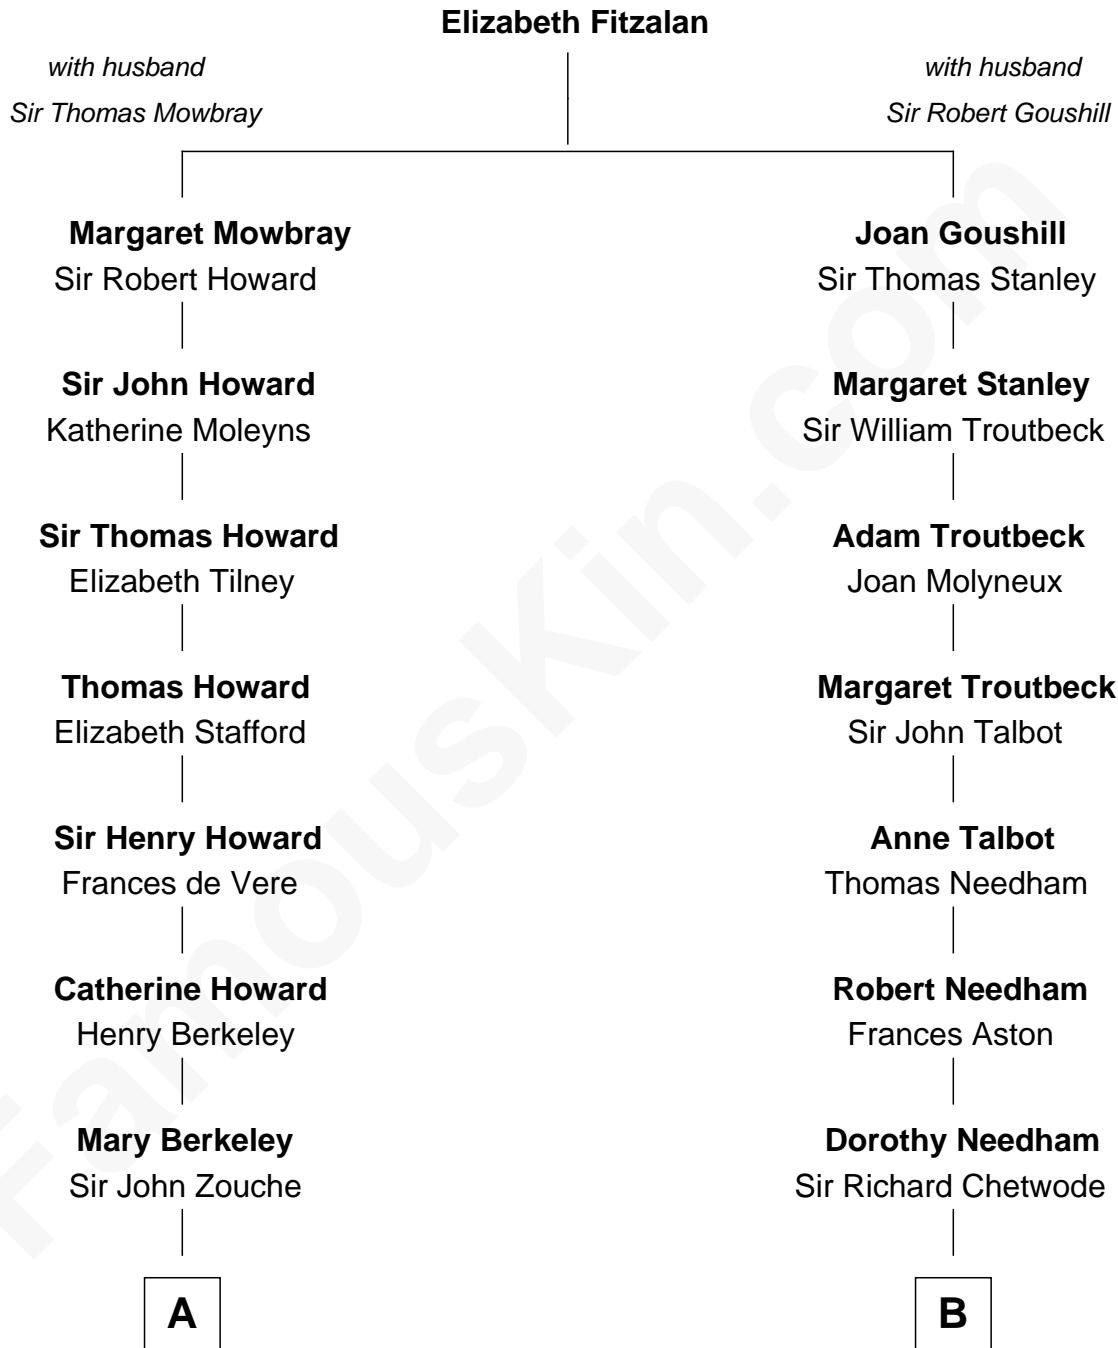 Elizabeth Fitzalan
with husband
Sir Thomas Mowbray
with husband
Sir Robert Goushill
Margaret Mowbray
Sir Robert Howard
Joan Goushill
Sir Thomas Stanley
Sir John Howard
Katherine Moleyns
Margaret Stanley
Sir William Troutbeck
Sir Thomas Howard
Elizabeth Tilney
Adam Troutbeck
Joan Molyneux
Thomas Howard
Elizabeth Stafford
Margaret Troutbeck
Sir John Talbot
Sir Henry Howard
Frances de Vere
Anne Talbot
Thomas Needham
Catherine Howard
Henry Berkeley
Robert Needham
Frances Aston
Mary Berkeley
Sir John Zouche
Dorothy Needham
Sir Richard Chetwode
A
B
FamousKin.com